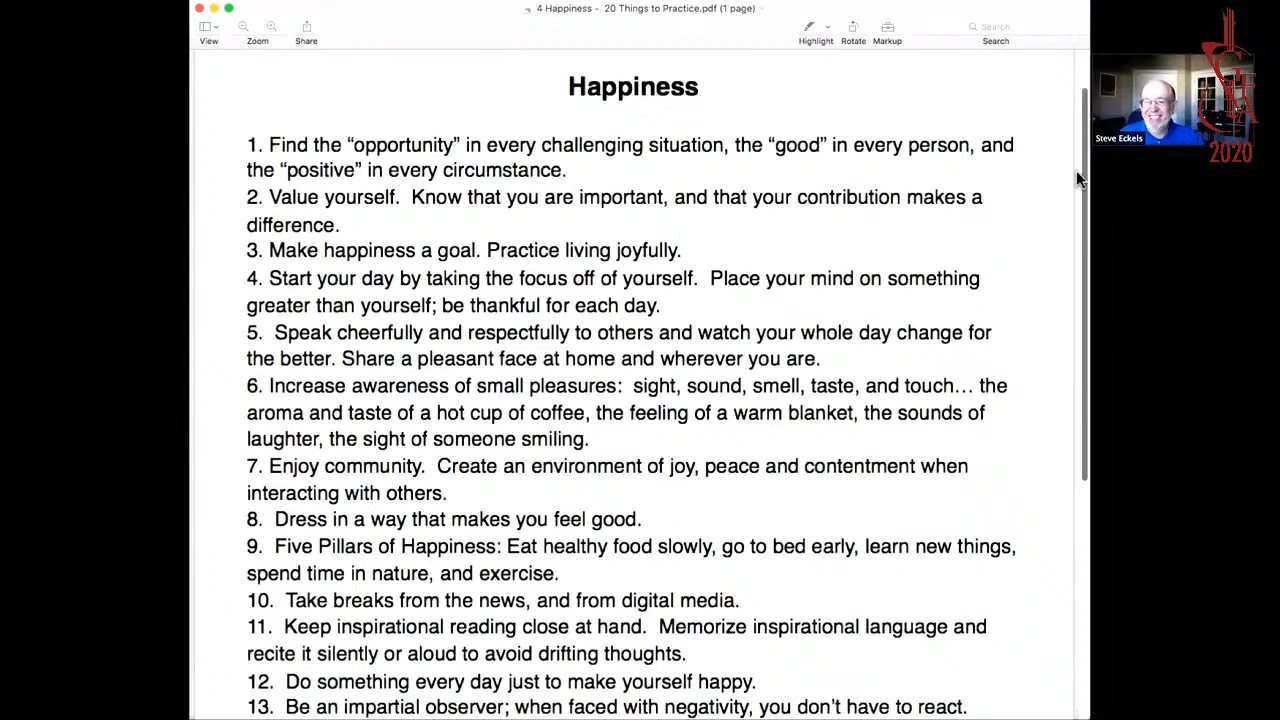 4 Happiness - 20 Things to Practice.pdf (1 page)
View
Zoom
Share
Highlight
Rotate
Markup
Search
Search
Happiness
1. Find the “opportunity” in every challenging situation, the “good” in every person, and
the “positive” in every circumstance.
2. Value yourself.  Know that you are important, and that your contribution makes a
difference.
3. Make happiness a goal. Practice living joyfully.
4. Start your day by taking the focus off of yourself.  Place your mind on something
greater than yourself; be thankful for each day.
5.  Speak cheerfully and respectfully to others and watch your whole day change for
the better. Share a pleasant face at home and wherever you are.
6. Increase awareness of small pleasures:  sight, sound, smell, taste, and touch… the
aroma and taste of a hot cup of coffee, the feeling of a warm blanket, the sounds of
laughter, the sight of someone smiling.
7. Enjoy community.  Create an environment of joy, peace and contentment when
interacting with others.
8.  Dress in a way that makes you feel good.
9.  Five Pillars of Happiness: Eat healthy food slowly, go to bed early, learn new things,
spend time in nature, and exercise.
10.  Take breaks from the news, and from digital media.
11.  Keep inspirational reading close at hand.  Memorize inspirational language and
recite it silently or aloud to avoid drifting thoughts.
12.  Do something every day just to make yourself happy.
13.  Be an impartial observer; when faced with negativity, you don’t have to react.
Steve Eckels
GFA
2020